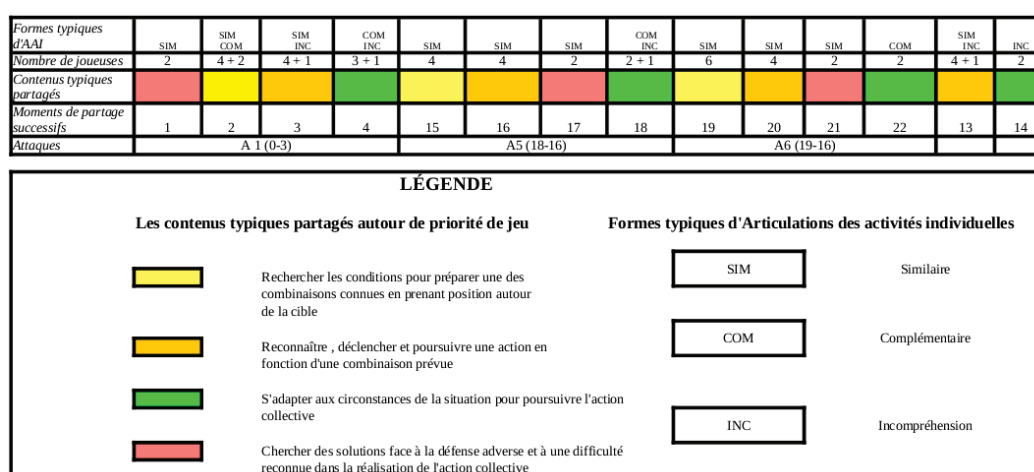 Formes typiques d'AAI SIM SIM COM SIM INC COM INC SIM SIM SIM COM INC SIM SIM SIM COM SIM INC INC
Nombre de joueuses 2 4 + 2 4 + 1 3 + 1 4 4 2 2 + 1 6 4 2 2 4 + 1 2
Contenus typiques partagés
Moments de partage successifs 1 2 3 4 15 16 17 18 19 20 21 22 13 14
Attaques A 1 (0-3) A5 (18-16) A6 (19-16)
LÉGENDE
Les contenus typiques partagés autour de priorité de jeu
Formes typiques d'Articulations des activités individuelles
Rechercher les conditions pour préparer une des
combinaisons connues en prenant position autour
de la cible
SIM Similaire
Reconnaître , déclencher et poursuivre une action en
fonction d'une combinaison prévue
COM Complémentaire
S'adapter aux circonstances de la situation pour poursuivre l'action
collective
INC Incompréhension
Chercher des solutions face à la défense adverse et à une difficulté
reconnue dans la réalisation de l'action collective